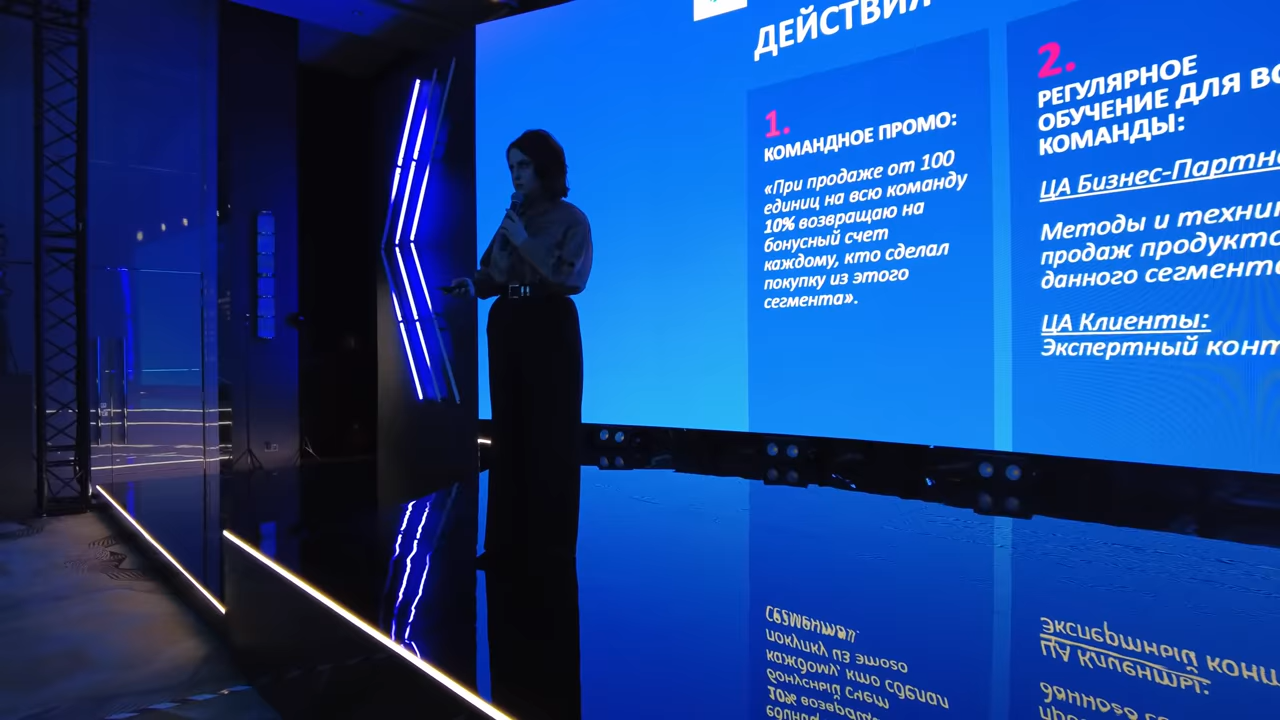 ДЕЙСТВИЯ
1.
КОМАНДНОЕ ПРОМО:
«При продаже от 100
единиц на всю команду
10% возвращаю на
бонусный счет
каждому, кто сделал
покупку из этого
сегмента».
2.
РЕГУЛЯРНОЕ
ОБУЧЕНИЕ ДЛЯ
КОМАНДЫ:
ЦА
Методы и
продаж
данного
ЦА Клиенты:
Экспертный